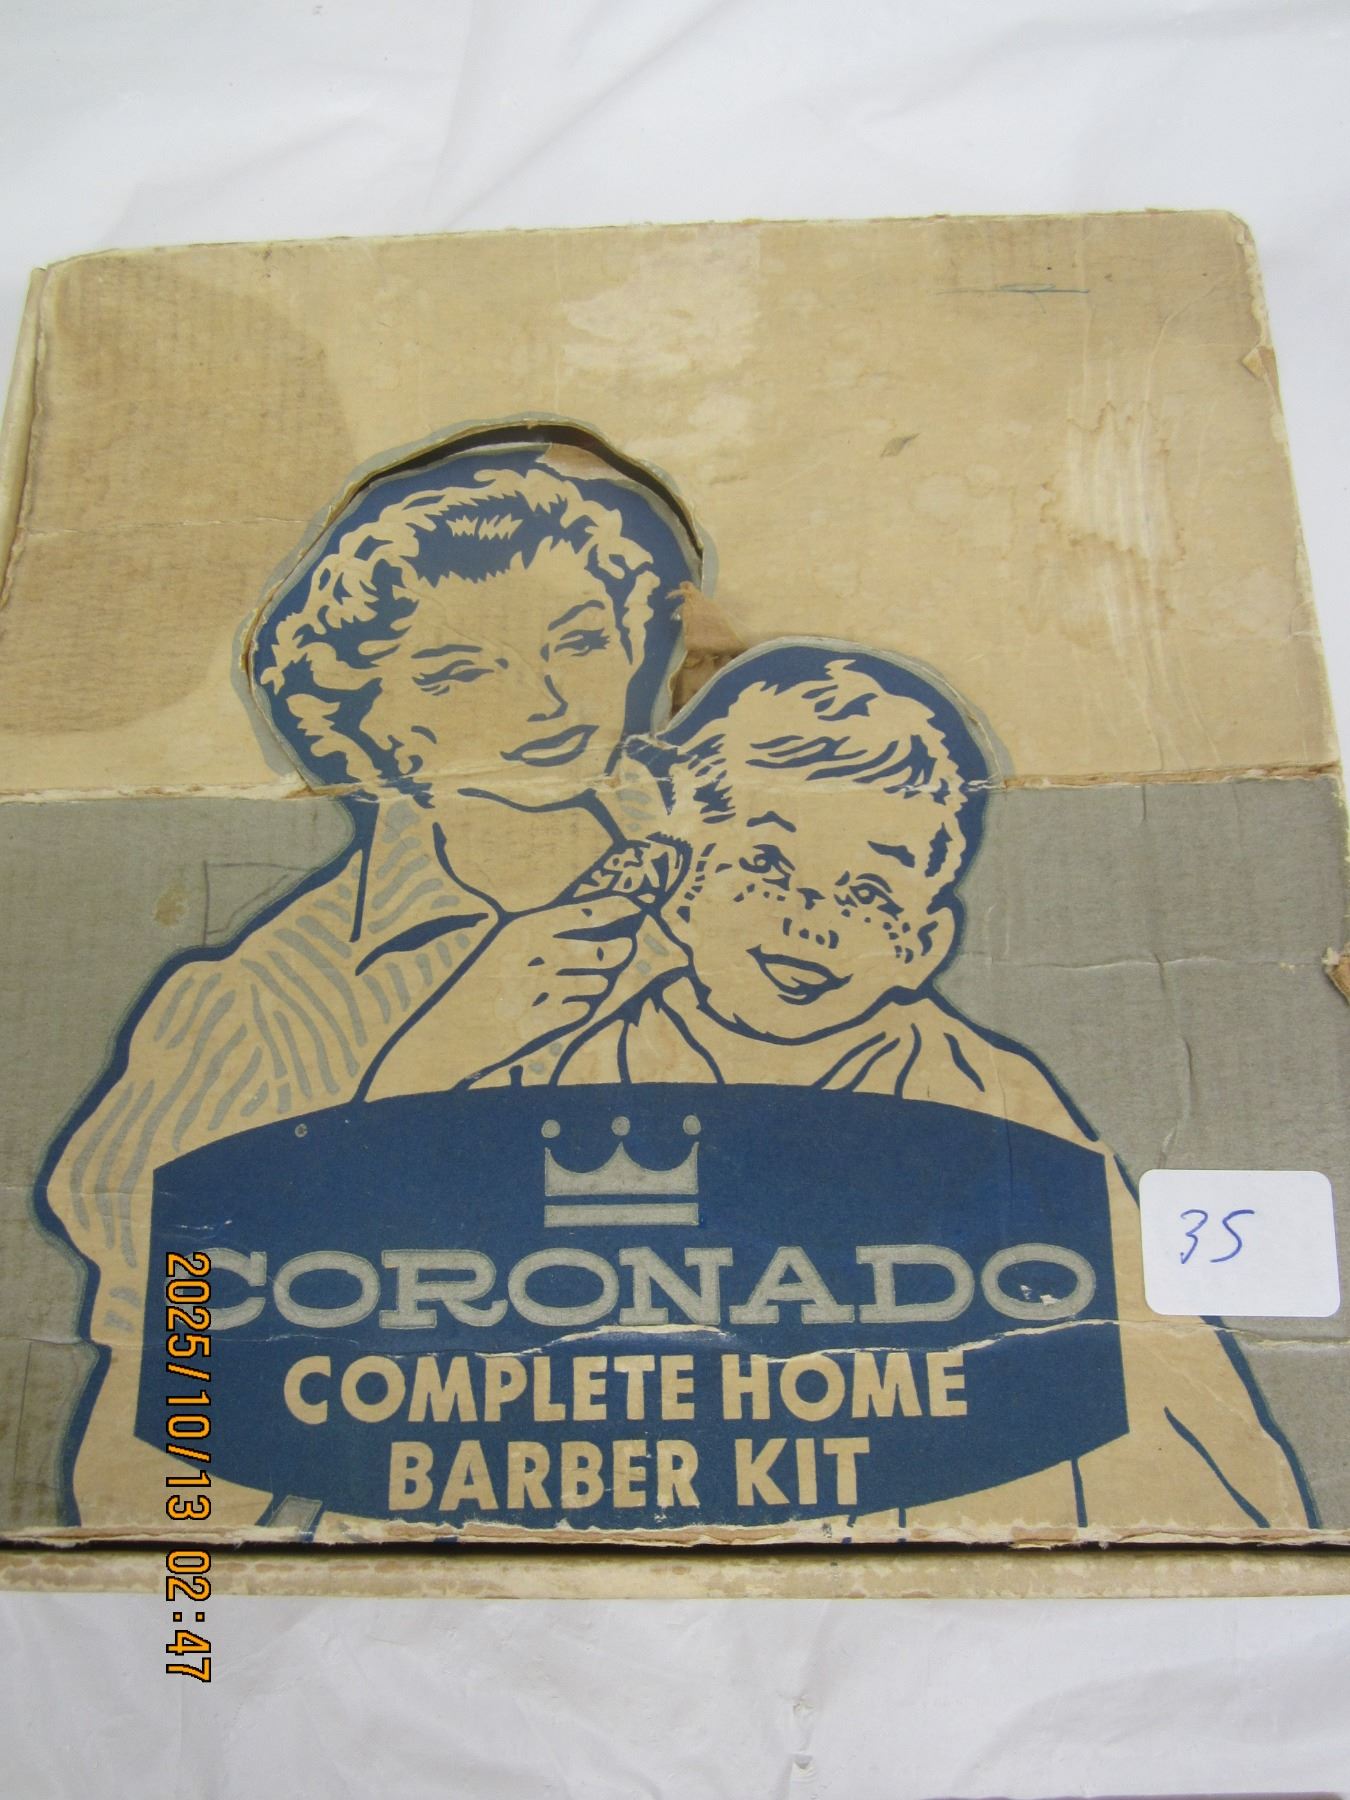 CORONADO
COMPLETE HOME
BARBER KIT
35
2025/10/13 02:47